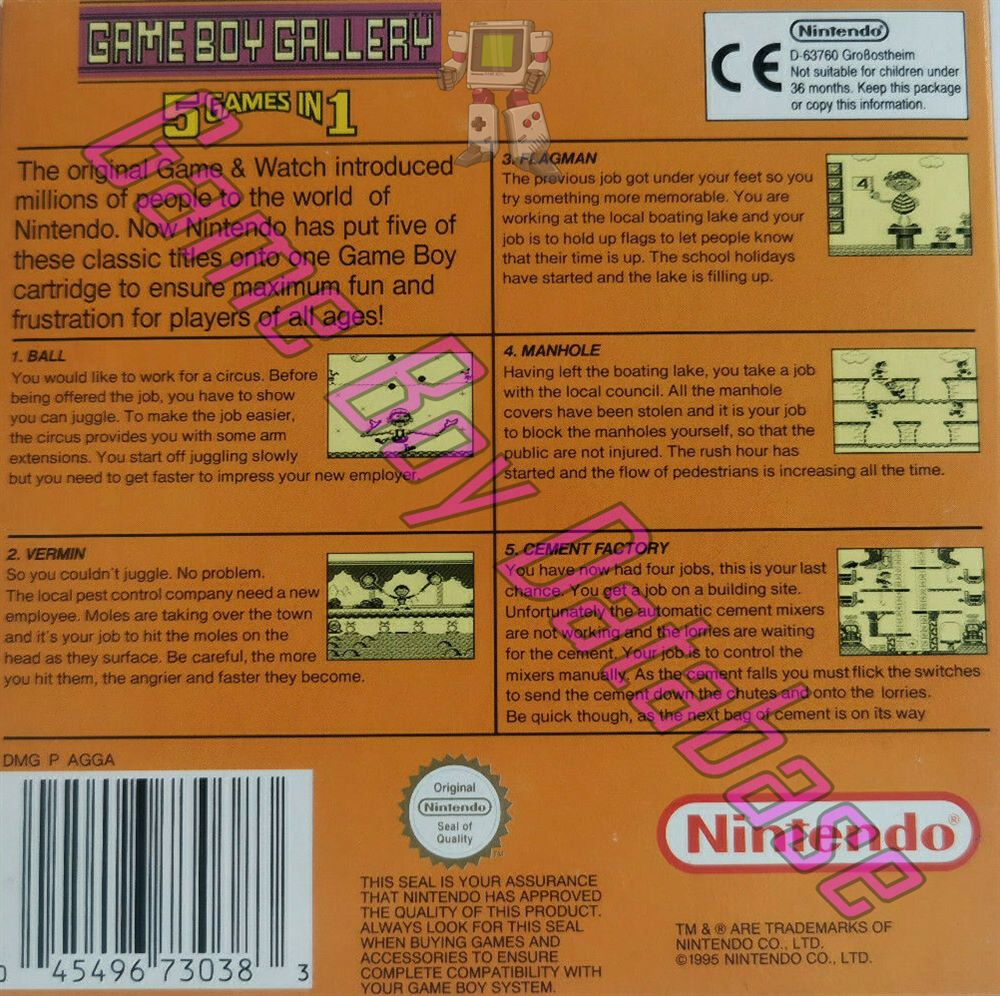 GAME BOY GALLERY
5 GAMES IN 1
Nintendo
D-63760 Großostheim
Not suitable for children under
36 months. Keep this package
or copy this information.
CE
The original Game & Watch introduced
millions of people to the world of
Nintendo. Now Nintendo has put five of
these classic titles onto one Game Boy
cartridge to ensure maximum fun and
frustration for players of all ages!
1. BALL
You would like to work for a circus. Before
being offered the job, you have to show
you can juggle. To make the job easier,
the circus provides you with some arm
extensions. You start off juggling slowly
but you need to get faster to impress your new employer.
2. VERMIN
So you couldn't juggle. No problem.
The local pest control company need a new
employee. Moles are taking over the town
and it's your job to hit the moles on the
head as they surface. Be careful, the more
you hit them, the angrier and faster they become.
3. FLAGMAN
The previous job got under your feet so you
try something more memorable. You are
working at the local boating lake and your
job is to hold up flags to let people know
that their time is up. The school holidays
have started and the lake is filling up.
4
4. MANHOLE
Having left the boating lake, you take a job
with the local council. All the manhole
covers have been stolen and it is your job
to block the manholes yourself, so that the
public are not injured. The rush hour has
started and the flow of pedestrians is increasing all the time.
5. CEMENT FACTORY
You have now had four jobs, this is your last
chance. You get a job on a building site.
Unfortunately the automatic cement mixers
are not working and the lorries are waiting
for the cement. Your job is to control the
mixers manually. As the cement falls you must flick the switches
to send the cement down the chutes and onto the lorries.
Be quick though, as the next bag of cement is on its way
Game Boy Database
DMG P AGGA
0 45496 73038 3
Original
Nintendo
Seal of
Quality
TM
THIS SEAL IS YOUR ASSURANCE
THAT NINTENDO HAS APPROVED
THE QUALITY OF THIS PRODUCT.
ALWAYS LOOK FOR THIS SEAL
WHEN BUYING GAMES AND
ACCESSORIES TO ENSURE
COMPLETE COMPATIBILITY WITH
YOUR GAME BOY SYSTEM.
Nintendo®
TM & ® ARE TRADEMARKS OF
NINTENDO CO., LTD.
©1995 NINTENDO CO., LTD.